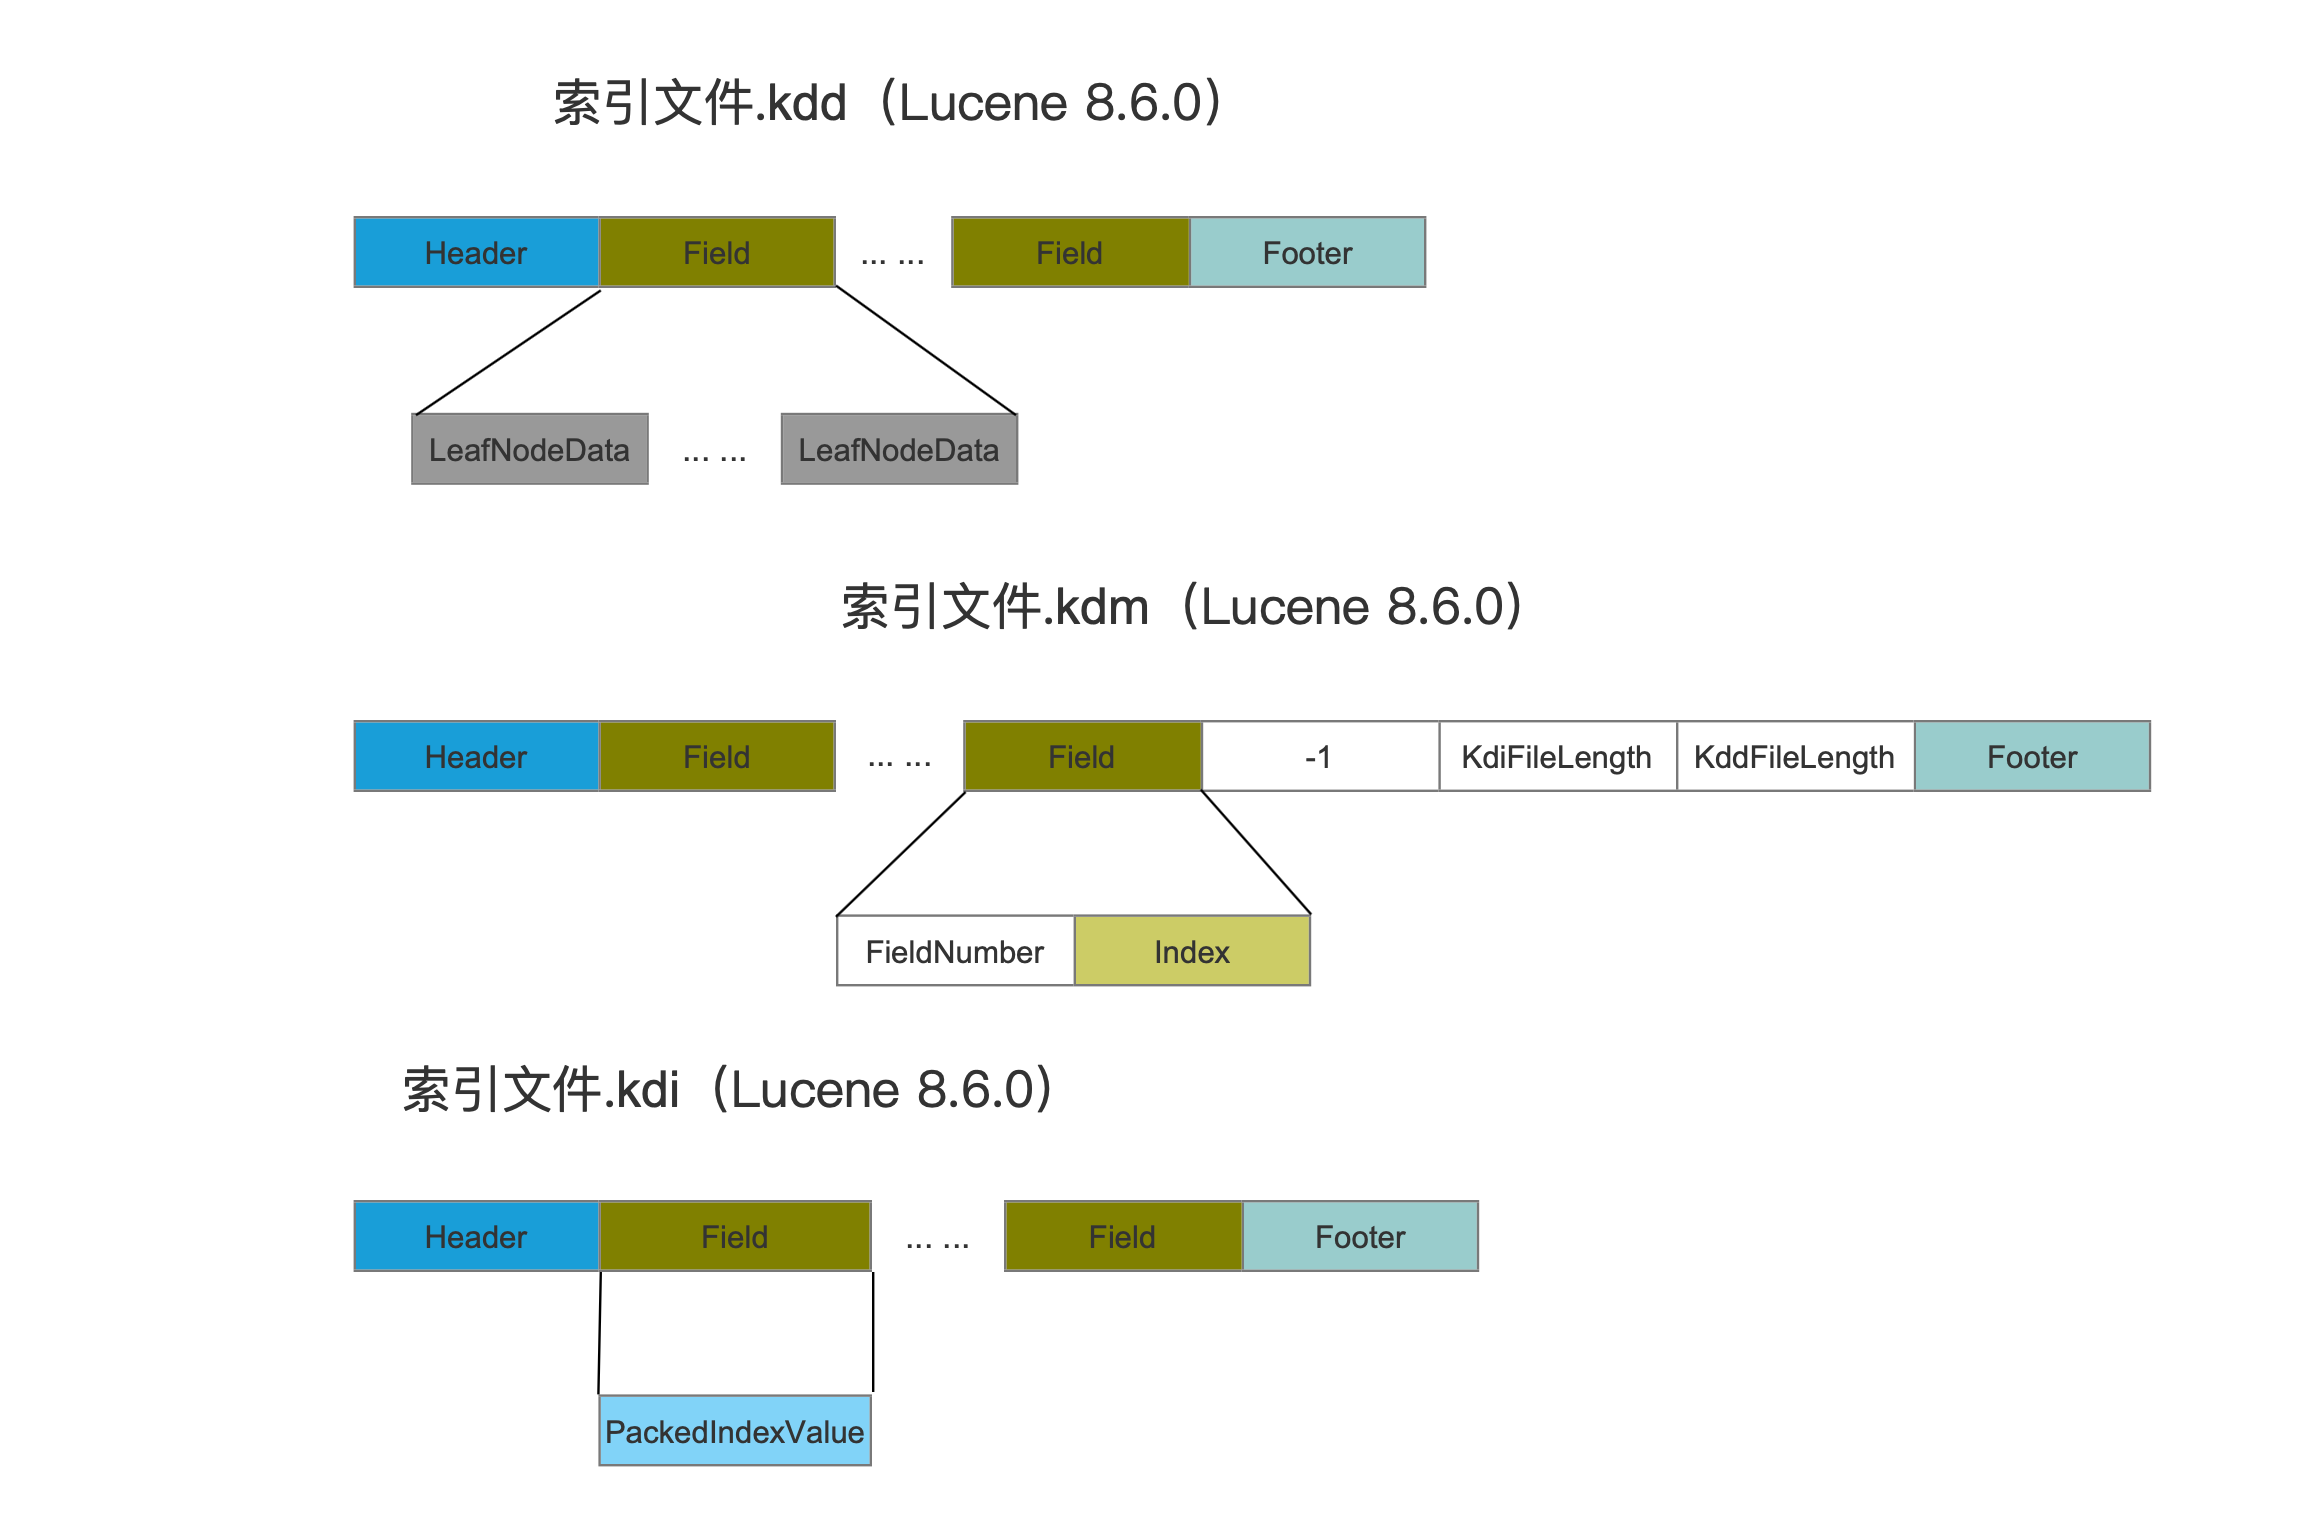 索引文件.kdd（Lucene 8.6.0）
Header Field ... ... Field Footer
LeafNodeData ... ... LeafNodeData
索引文件.kdm（Lucene 8.6.0）
Header Field ... ... Field -1 KdiFileLength KddFileLength Footer
FieldNumber Index
索引文件.kdi（Lucene 8.6.0）
Header Field ... ... Field Footer
PackedIndexValue